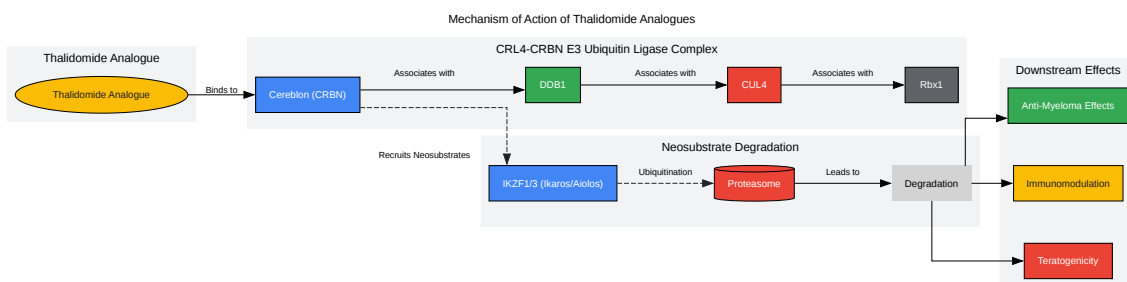 Mechanism of Action of Thalidomide Analogues
Thalidomide Analogue
Thalidomide Analogue
Binds to
CRL4-CRBN E3 Ubiquitin Ligase Complex
Cereblon (CRBN)
Associates with
DDB1
Associates with
CUL4
Associates with
Rbx1
Recruits Neosubstrates
Neosubstrate Degradation
IKZF1/3 (Ikaros/Aiolos)
Ubiquitination
Proteasome
Leads to
Degradation
Downstream Effects
Anti-Myeloma Effects
Immunomodulation
Teratogenicity